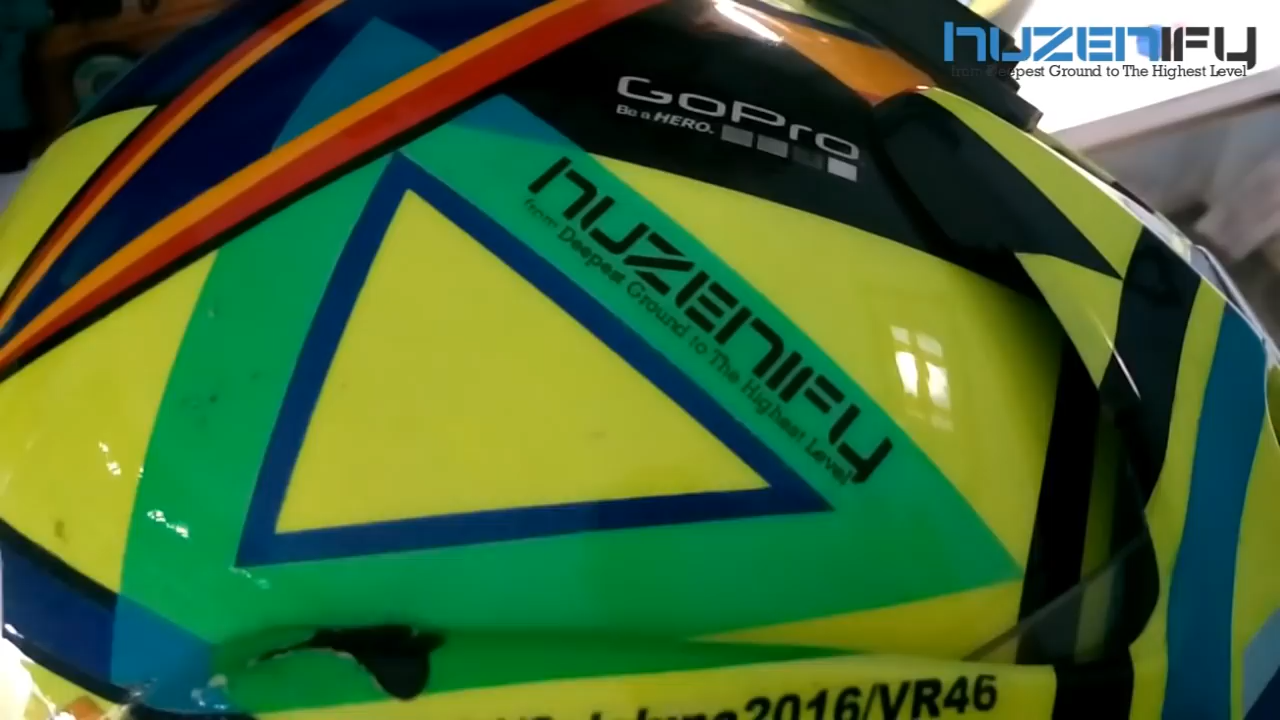 HUZENIFY
from Deepest Ground to The Highest Level
GoPro
Be a HERO.
HUZENIFY
from Deepest Ground to The Highest Level
2016/VR46